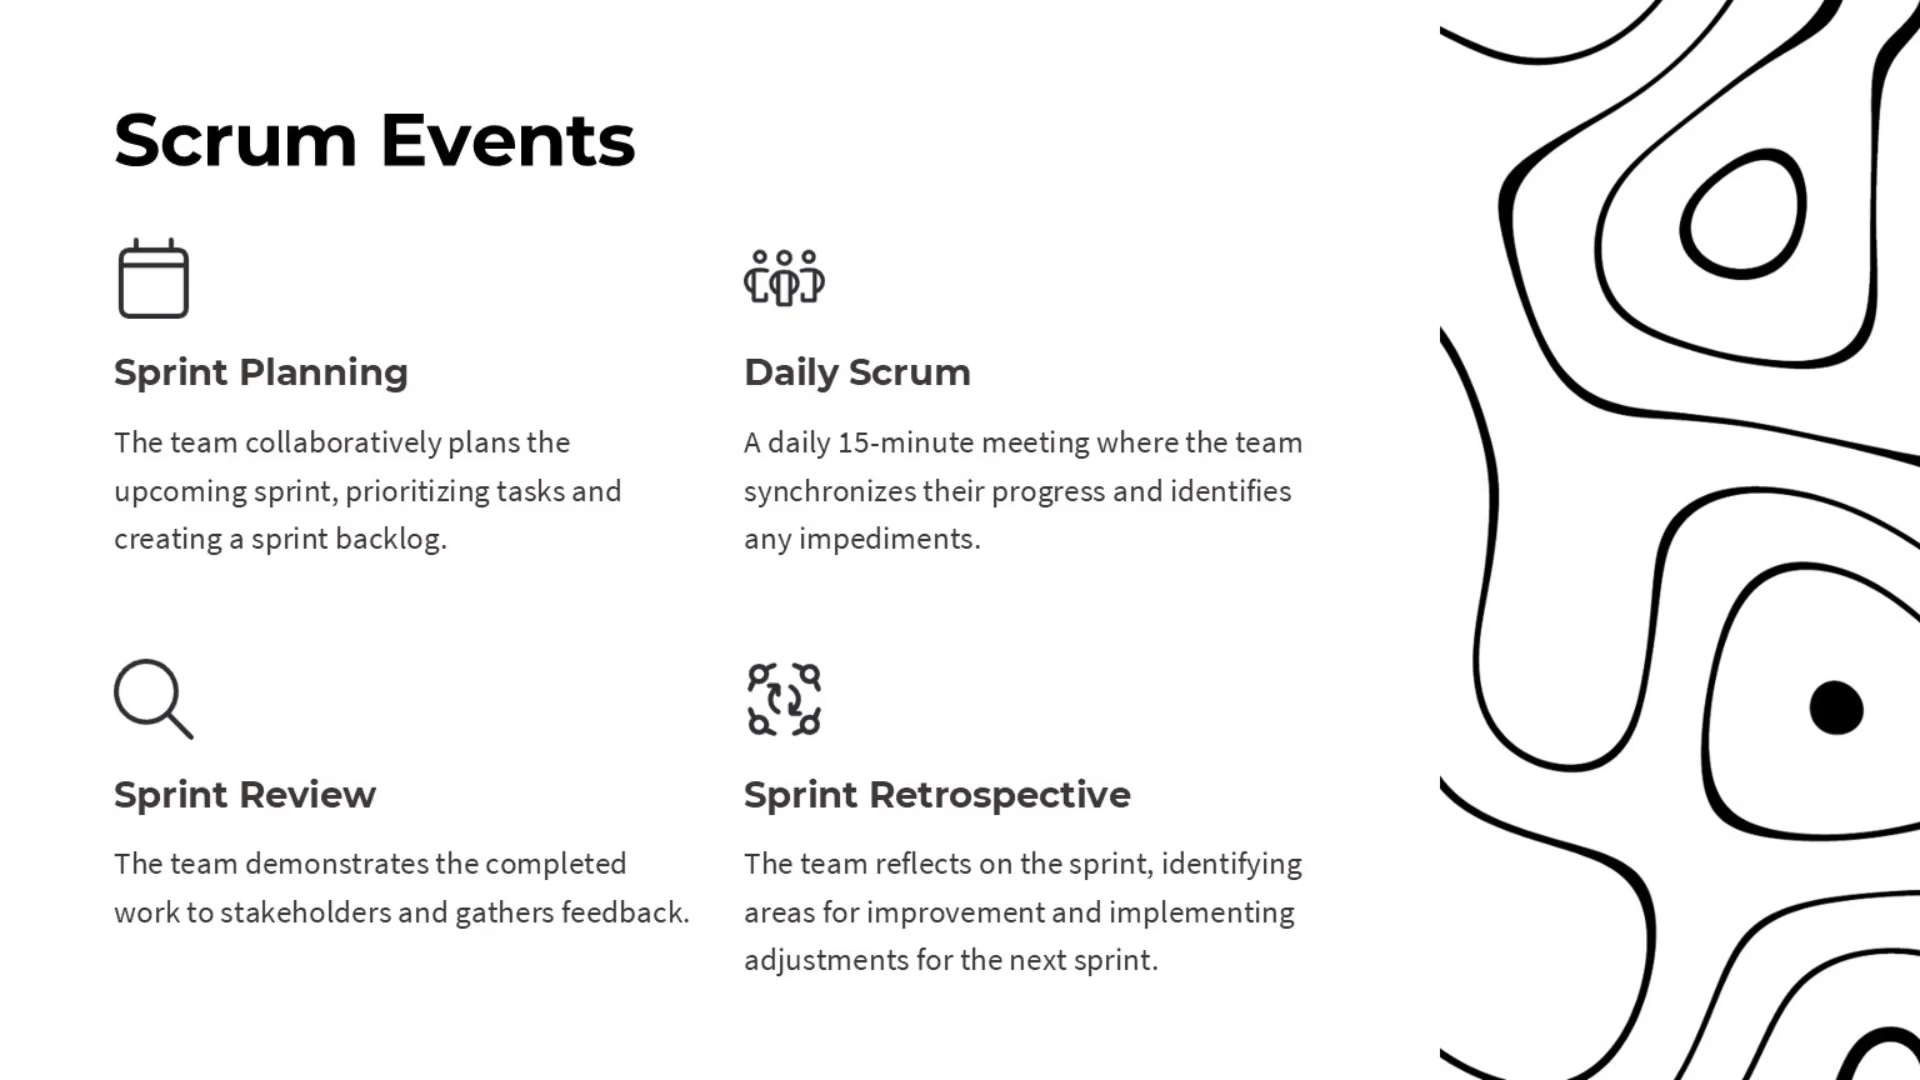 Scrum Events
Sprint Planning
The team collaboratively plans the
upcoming sprint, prioritizing tasks and
creating a sprint backlog.
Daily Scrum
A daily 15-minute meeting where the team
synchronizes their progress and identifies
any impediments.
Sprint Review
The team demonstrates the completed
work to stakeholders and gathers feedback.
Sprint Retrospective
The team reflects on the sprint, identifying
areas for improvement and implementing
adjustments for the next sprint.